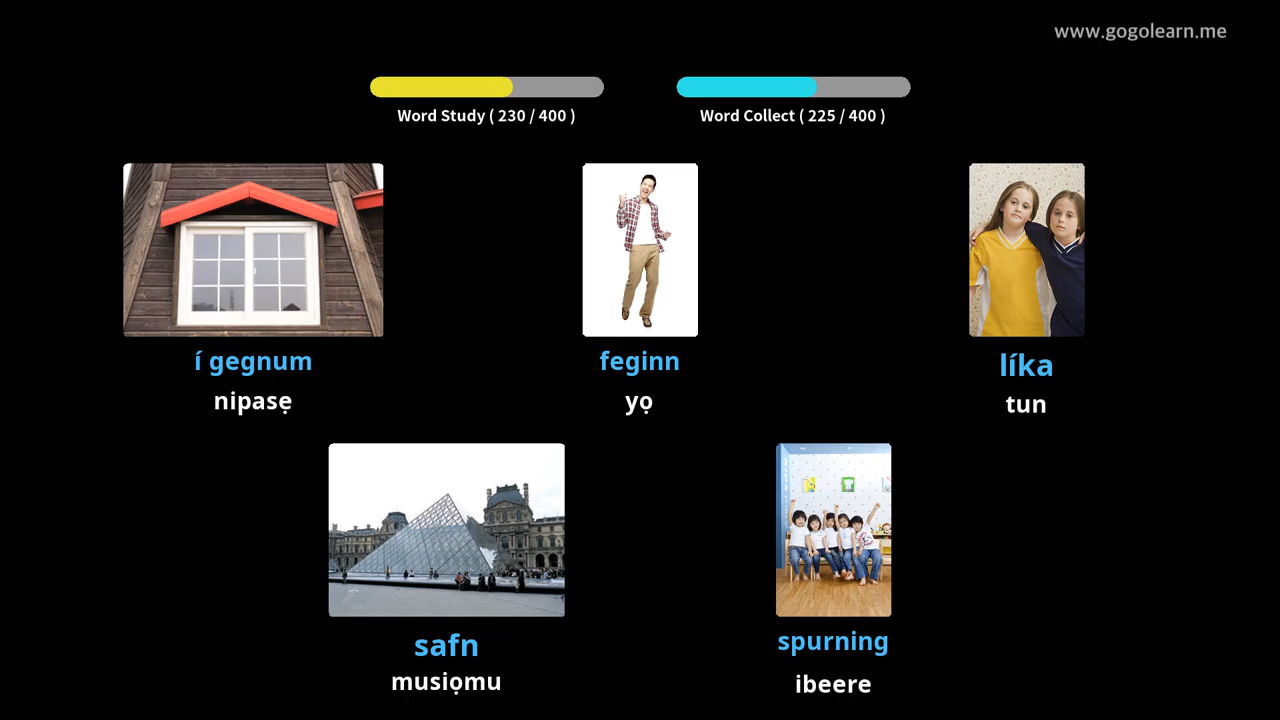 www.gogolearn.me
Word Study ( 230 / 400 )
Word Collect ( 225 / 400 )
í gegnum
nipasẹ
feginn
yọ
líka
tun
safn
musiọmu
spurning
ibeere